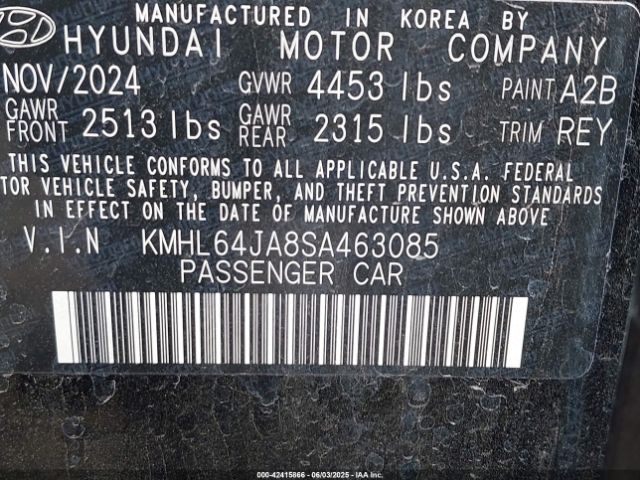 MANUFACTURED IN KOREA BY
HYUNDAI MOTOR COMPANY
NOV/2024 GVWR 4453 lbs PAINT A2B
GAWR FRONT 2513 lbs GAWR REAR 2315 lbs TRIM REY
THIS VEHICLE CONFORMS TO ALL APPLICABLE U.S.A. FEDERAL
TOR VEHICLE SAFETY, BUMPER, AND THEFT PREVENTION STANDARDS
IN EFFECT ON THE DATE OF MANUFACTURE SHOWN ABOVE
V.I.N KMHL64JA8SA463085
PASSENGER CAR
000-42415866 - 06/03/2025 - IAA Inc.